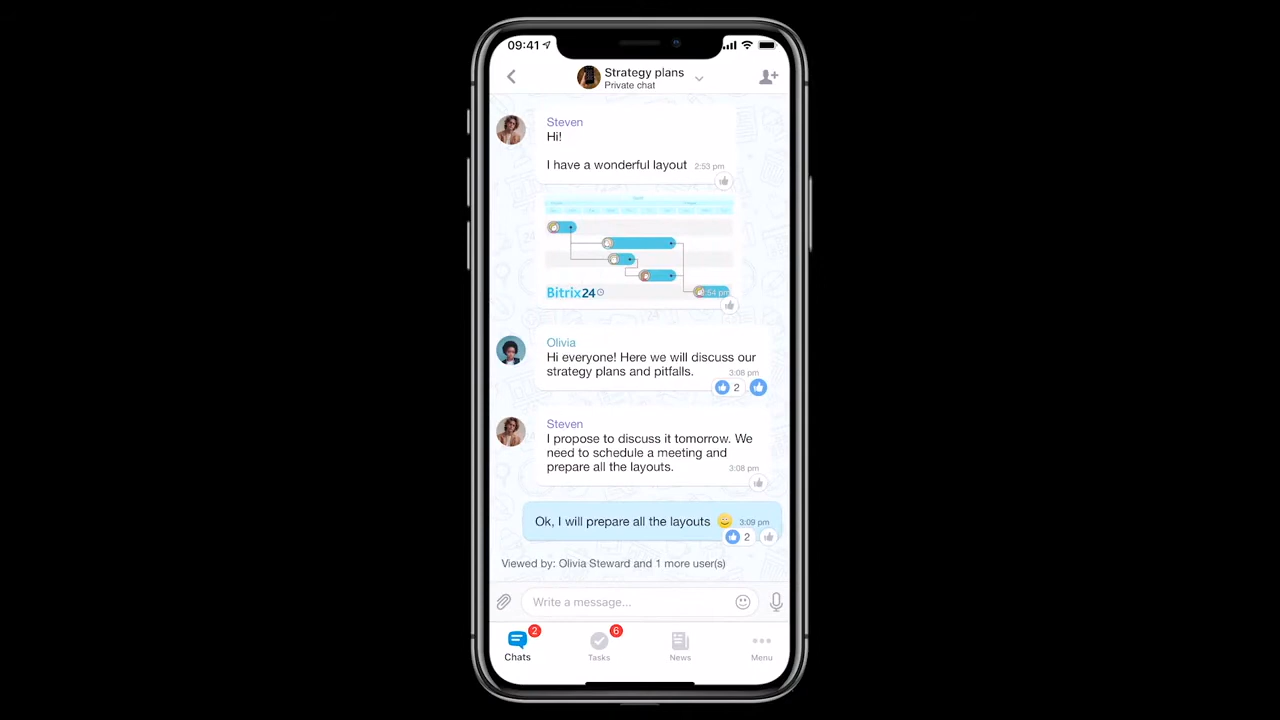 09:41
Strategy plans
Private chat
Steven
Hi!
I have a wonderful layout 2:53 pm
Bitrix24
Olivia
Hi everyone! Here we will discuss our
strategy plans and pitfalls. 3:08 pm
2
Steven
I propose to discuss it tomorrow. We
need to schedule a meeting and
prepare all the layouts. 3:08 pm
Ok, I will prepare all the layouts 3:09 pm
2
Viewed by: Olivia Steward and 1 more user(s)
Write a message...
2
6
Chats
Tasks
News
Menu